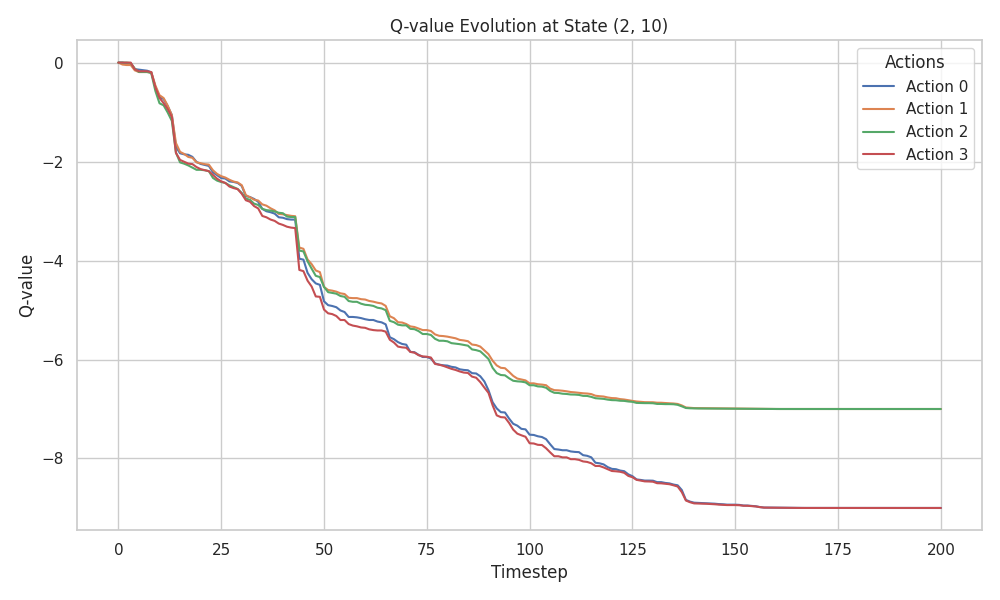 Q-value Evolution at State (2, 10)
Actions
Action 0
Action 1
Action 2
Action 3
Q-value
0
−2
−4
−6
−8
0 25 50 75 100 125 150 175 200
Timestep